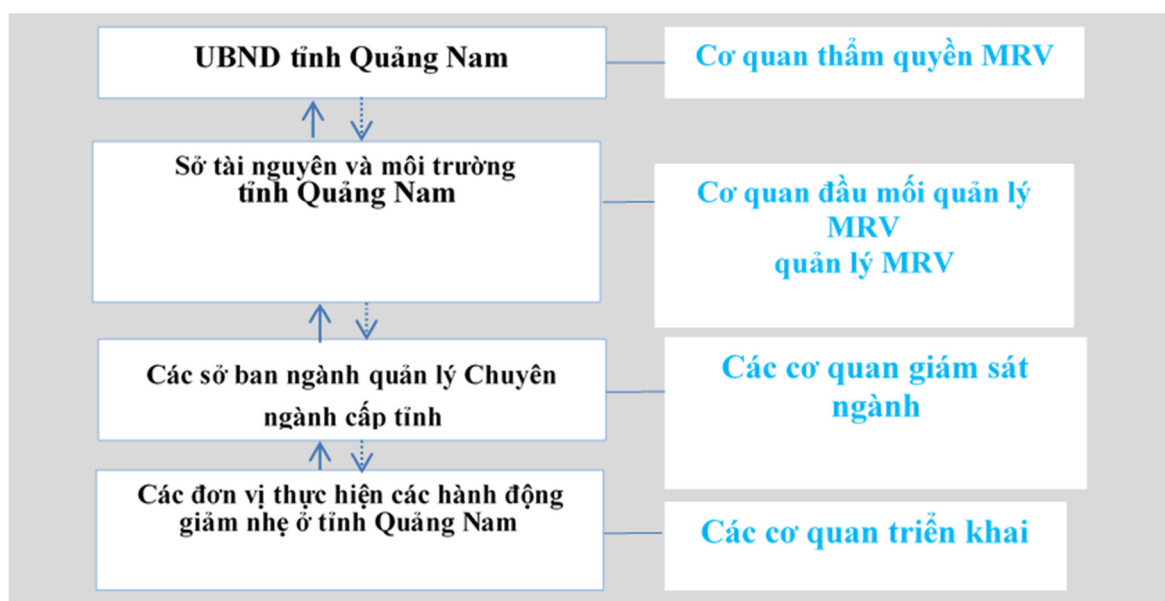 UBND tỉnh Quảng Nam
Cơ quan thẩm quyền MRV
Sở tài nguyên và môi trường
tỉnh Quảng Nam
Cơ quan đầu mối quản lý
MRV
quản lý MRV
Các sở ban ngành quản lý Chuyên
ngành cấp tỉnh
Các cơ quan giám sát
ngành
Các đơn vị thực hiện các hành động
giảm nhẹ ở tỉnh Quảng Nam
Các cơ quan triển khai